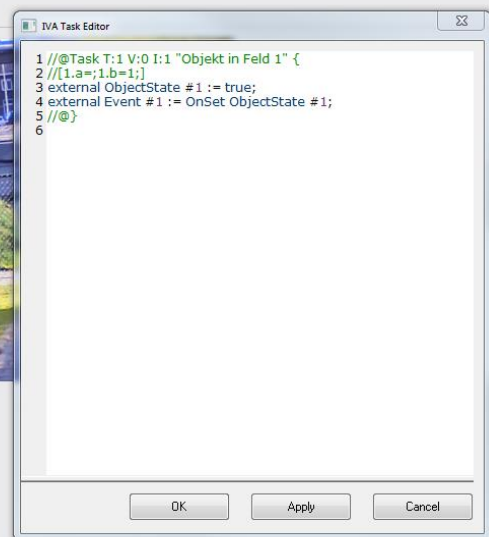 IVA Task Editor
1 //@Task T:1 V:0 I:1 "Objekt in Feld 1" {
2 //[1.a=;1.b=1;]
3 external ObjectState #1 := true;
4 external Event #1 := OnSet ObjectState #1;
5 //@}
6
OK Apply Cancel